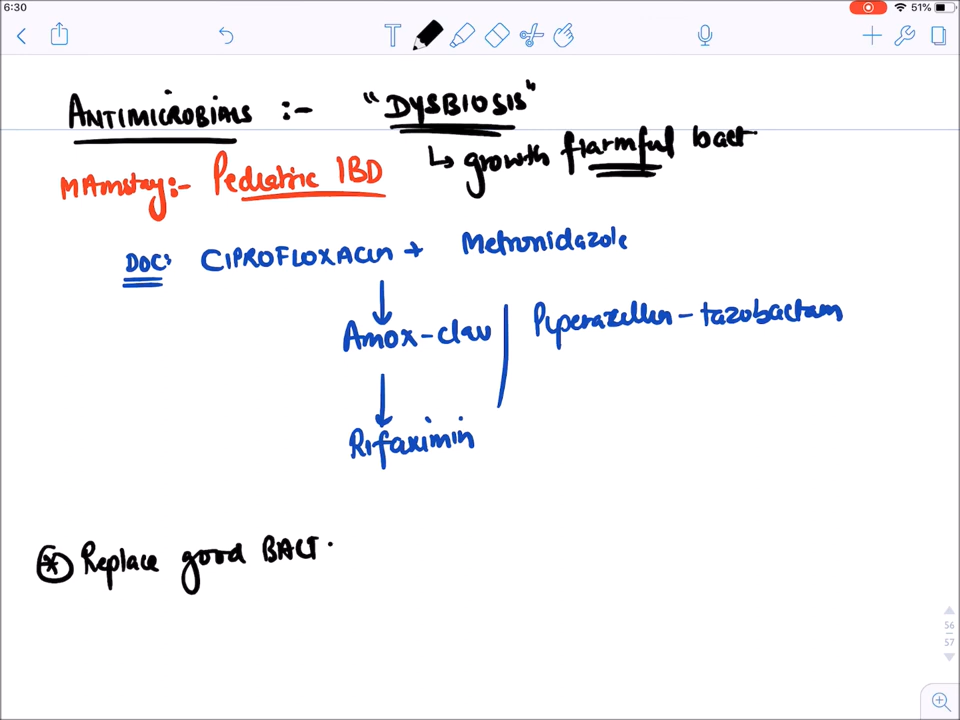 6:30
51%
T
ANTIMICROBIALS :- "DYSBIOSIS"
↳ growth harmful bact
MAinstay:- Pediatric IBD
DOC: CIPROFLOXACIN + Metronidazole
Amox-clav | Piperazillin - tazobactam
Rifaximin
* Replace good BACT.
56
57